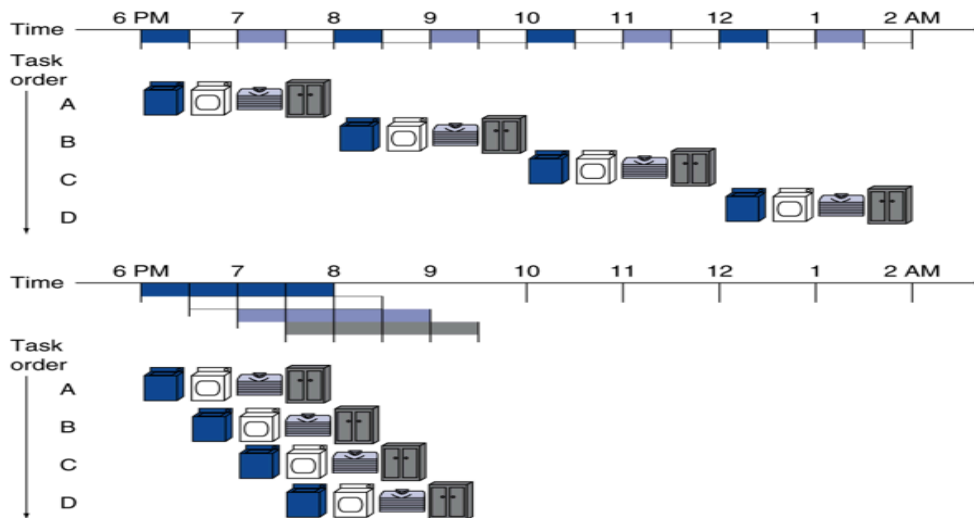 6 PM 7 8 9 10 11 12 1 2 AM
Time
Task
order
A
B
C
D
6 PM 7 8 9 10 11 12 1 2 AM
Time
Task
order
A
B
C
D